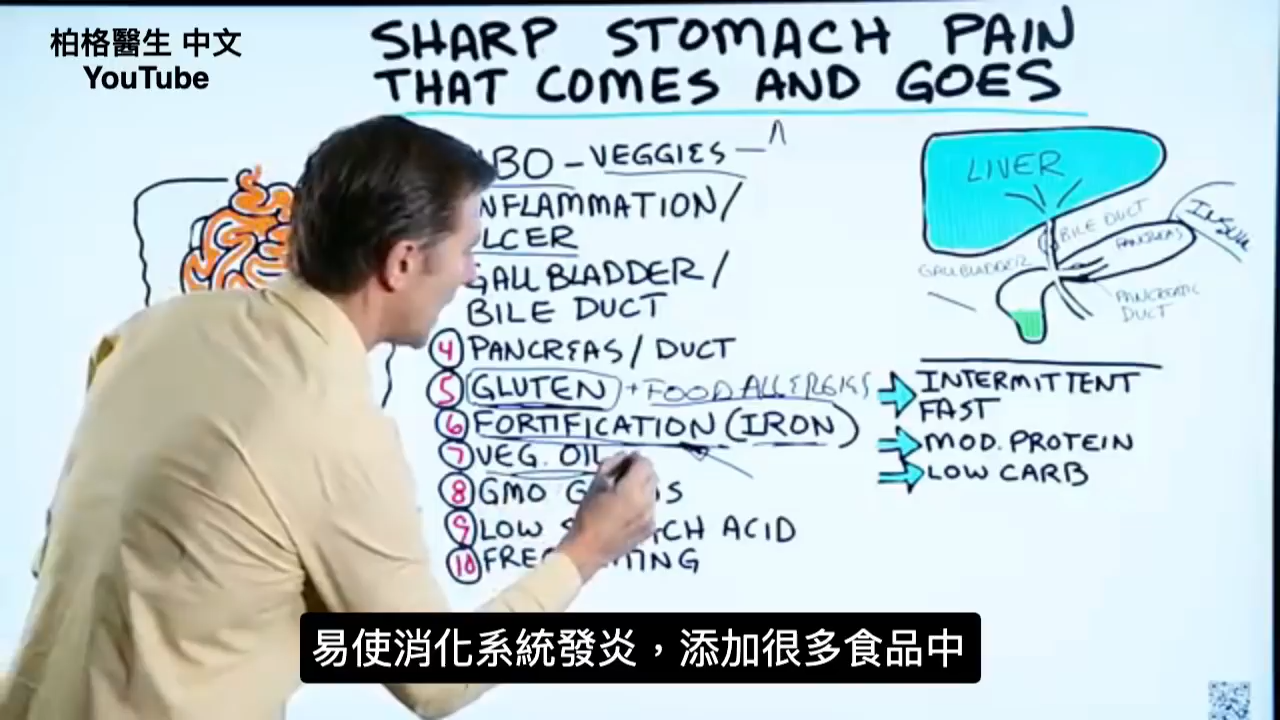 柏格醫生 中文
YouTube
SHARP STOMACH PAIN
THAT COMES AND GOES
BO - VEGGIES -
NFLAMMATION/
LCER
GALLBLADDER/
BILE DUCT
4 PANCREAS/DUCT
5 GLUTEN + FOOD ALLERGIES
6 FORTIFICATION (IRON)
7 VEG. OIL
8 GMO
9 LOW ACID
10
LIVER
BILE DUCT
PANCREAS
GALLBLADDER
PANCREATIC
DUCT
INTERMITTENT
FAST
MOD. PROTEIN
LOW CARB
易使消化系統發炎，添加很多食品中